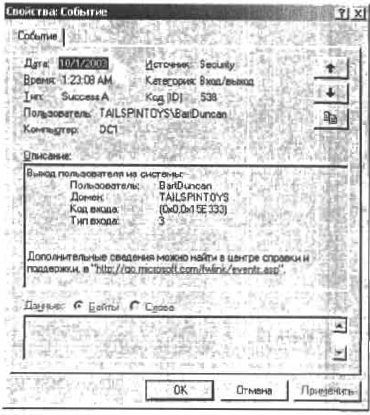 Свойства: Событие
Событие
Дата: 10/1/2003 Источник: Security
Время: 1:23:08 AM Категория: Вход/выход
Тип: Success A Код (ID): 538
Пользователь: TAILSPINTOYS\BartDuncan
Компьютер: DC1
Описание:
Выход пользователя из системы:
Пользователь: BartDuncan
Домен: TAILSPINTOYS
Код входа: (0x0,0x15E333)
Тип входа: 3
Дополнительные сведения можно найти в центре справки и
поддержки, в "http://go.microsoft.com/fwlink/events.asp".
Данные: Байты Слова
OK Отмена Применить